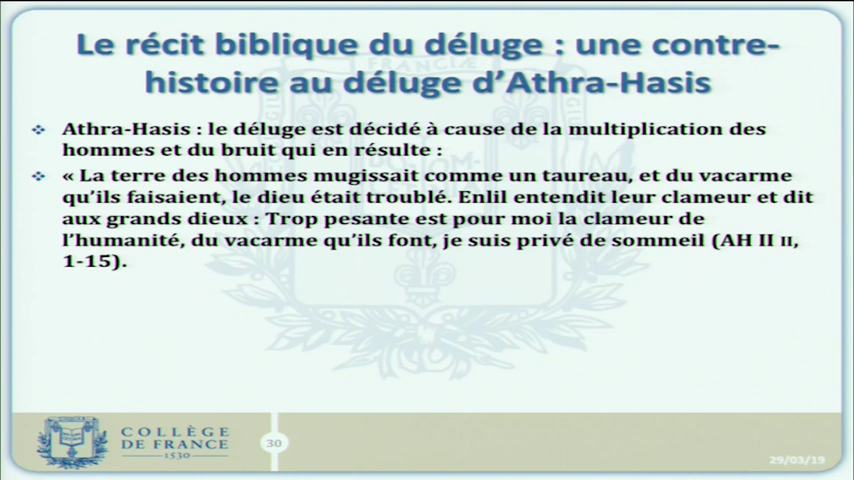 Le récit biblique du déluge : une contre-
histoire au déluge d’Athra-Hasis
Athra-Hasis : le déluge est décidé à cause de la multiplication des
hommes et du bruit qui en résulte :
« La terre des hommes mugissait comme un taureau, et du vacarme
qu’ils faisaient, le dieu était troublé. Enlil entendit leur clameur et dit
aux grands dieux : Trop pesante est pour moi la clameur de
l’humanité, du vacarme qu’ils font, je suis privé de sommeil (AH II II,
1-15).
COLLÈGE
DE FRANCE
1530
30
29/03/19